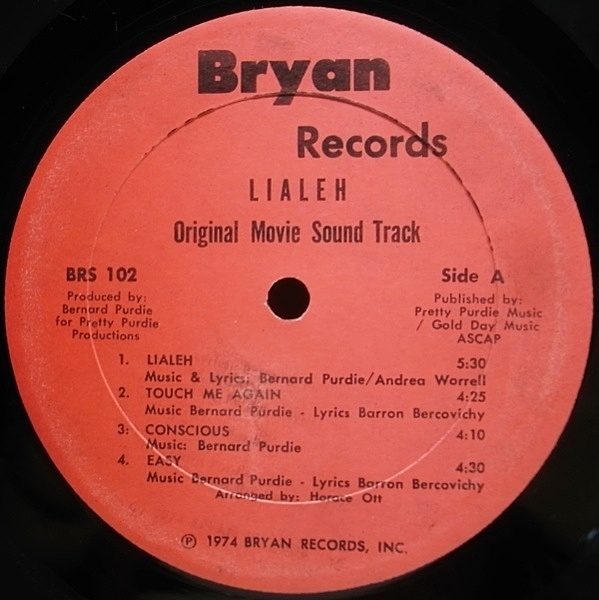 Bryan
Records
LIALEH
Original Movie Sound Track
BRS 102
Produced by:
Bernard Purdie
for Pretty Purdie
Productions
Side A
Published by:
Pretty Purdie Music
/ Gold Day Music
ASCAP
1. LIALEH 5:30
Music & Lyrics: Bernard Purdie/Andrea Worrell
2. TOUCH ME AGAIN 4:25
Music Bernard Purdie - Lyrics Barron Bercovichy
3: CONSCIOUS 4:10
Music: Bernard Purdie
4. EASY 4:30
Music Bernard Purdie - Lyrics Barron Bercovichy
Arranged by: Horace Ott
℗ 1974 BRYAN RECORDS, INC.